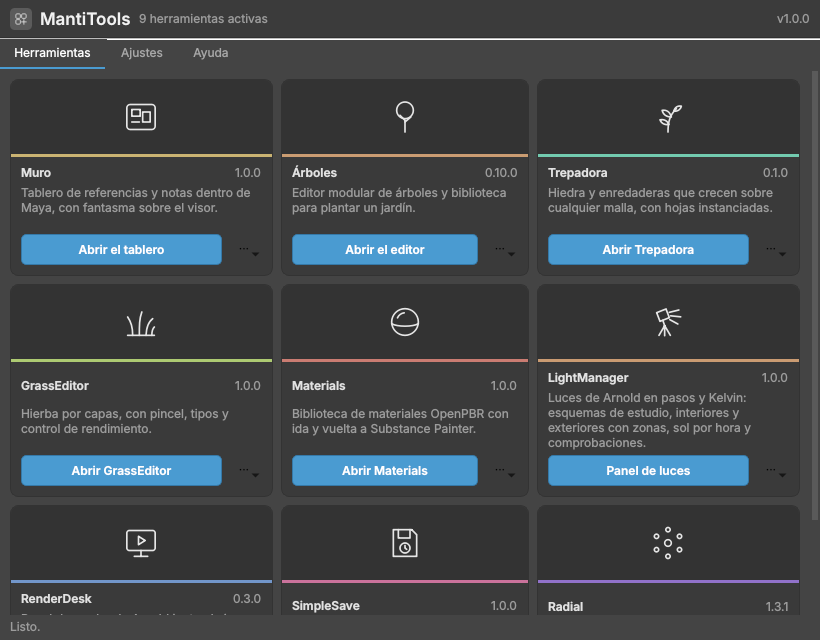 MantiTools 9 herramientas activas v1.0.0
Herramientas Ajustes Ayuda
Muro 1.0.0
Tablero de referencias y notas dentro de
Maya, con fantasma sobre el visor.
Abrir el tablero ...
Árboles 0.10.0
Editor modular de árboles y biblioteca
para plantar un jardín.
Abrir el editor ...
Trepadora 0.1.0
Hiedra y enredaderas que crecen sobre
cualquier malla, con hojas instanciadas.
Abrir Trepadora ...
GrassEditor 1.0.0
Hierba por capas, con pincel, tipos y
control de rendimiento.
Abrir GrassEditor ...
Materials 1.0.0
Biblioteca de materiales OpenPBR con
ida y vuelta a Substance Painter.
Abrir Materials ...
LightManager 1.0.0
Luces de Arnold en pasos y Kelvin:
esquemas de estudio, interiores y
exteriores con zonas, sol por hora y
comprobaciones.
Panel de luces ...
RenderDesk 0.3.0
SimpleSave 1.0.0
Radial 1.3.1
Listo.